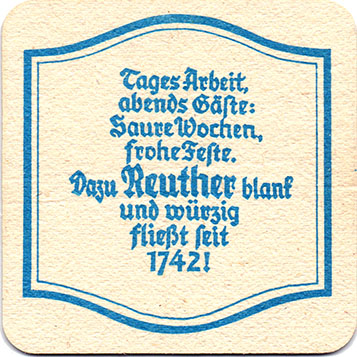 Tages Arbeit,
abends Gäſte:
Saure Wochen,
frohe Feſte.
Dazu Reuther blank
und würzig
fließt ſeit
1742!